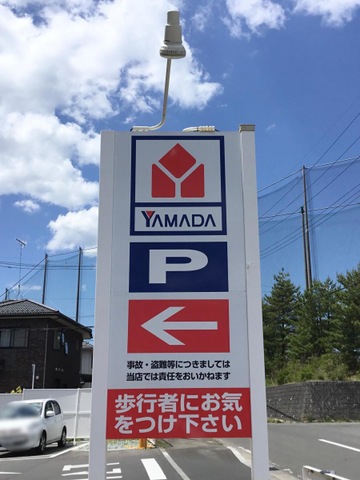 YAMADA
P
事故・盗難等につきましては
当店では責任をおいかねます
歩行者にお気
をつけ下さい